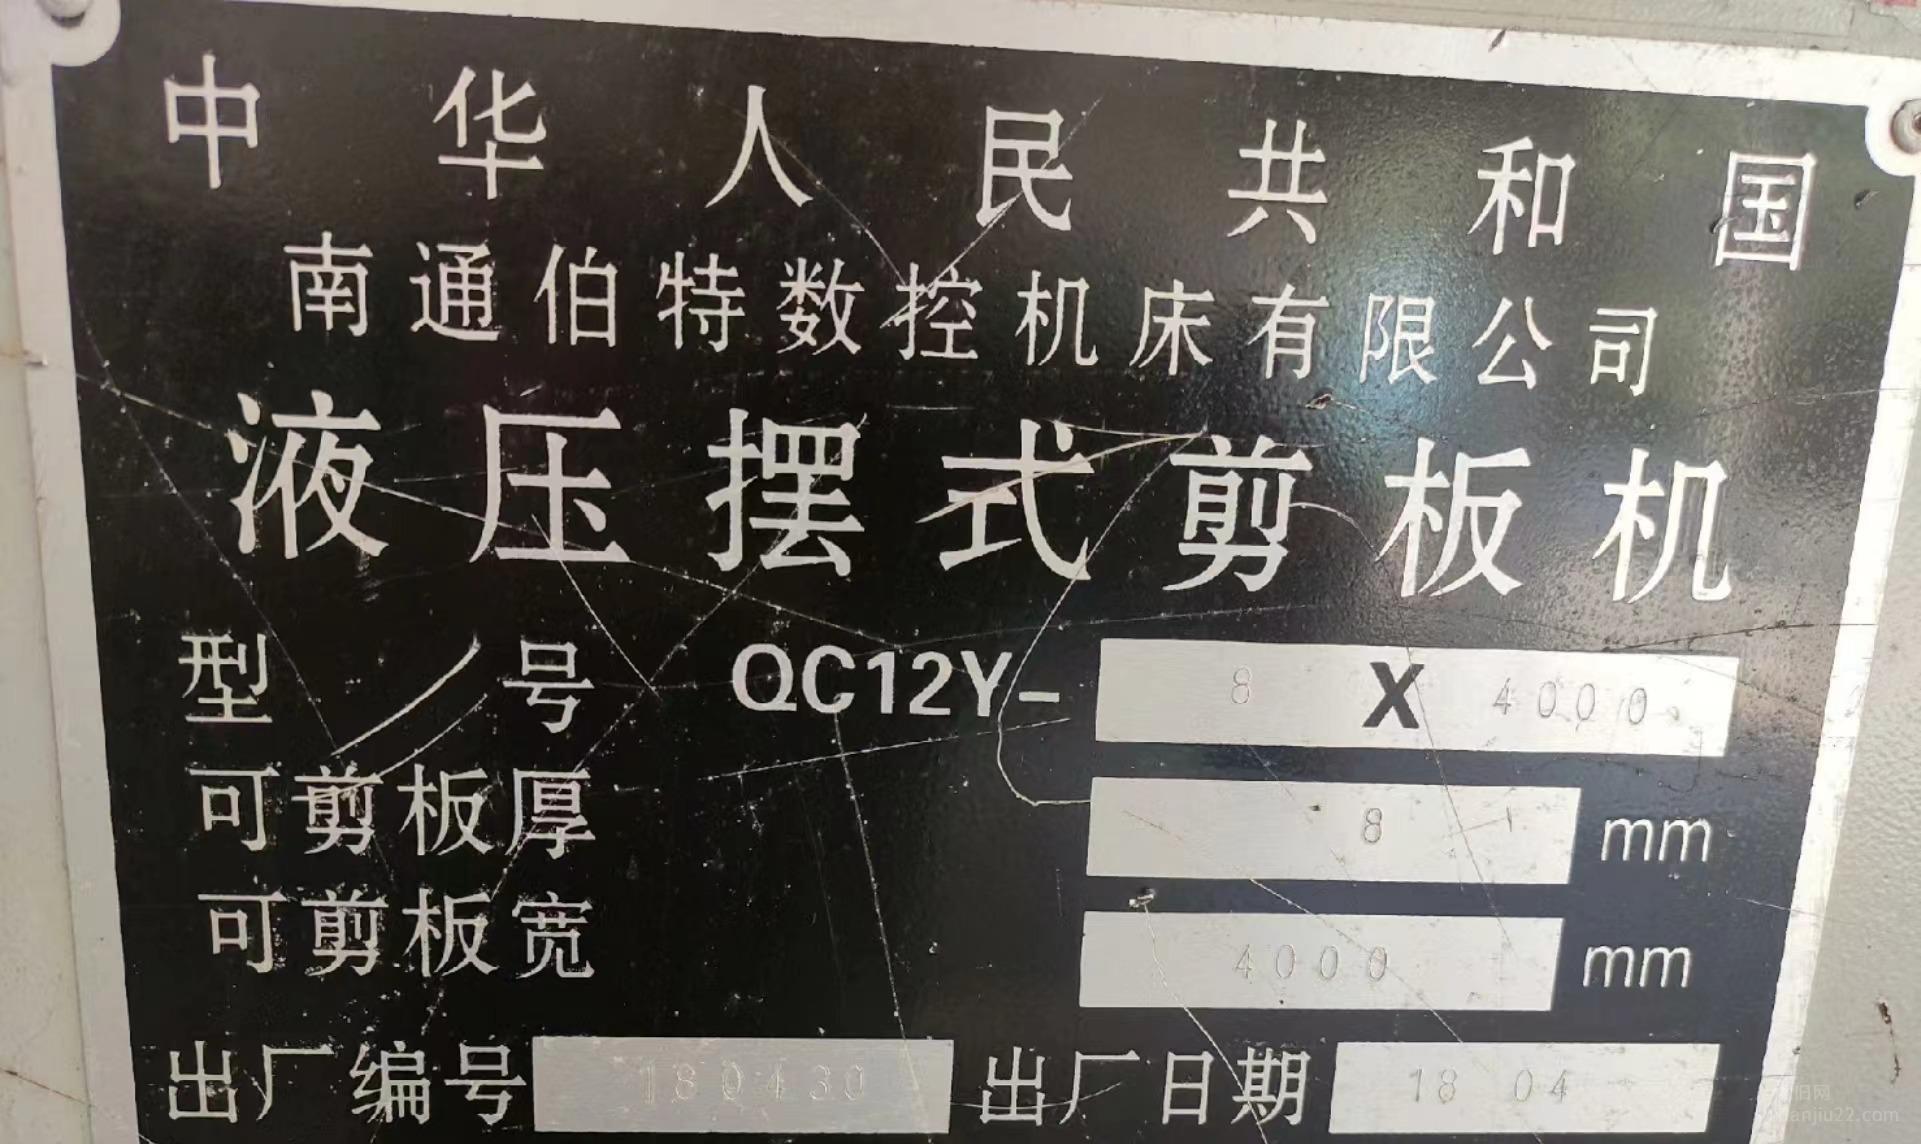 中华人民共和国
南通伯特数控机床有限公司
液压摆式剪板机
型号 QC12Y- 8 X 4000
可剪板厚 8 mm
可剪板宽 4000 mm
出厂编号 180430 出厂日期 18 04